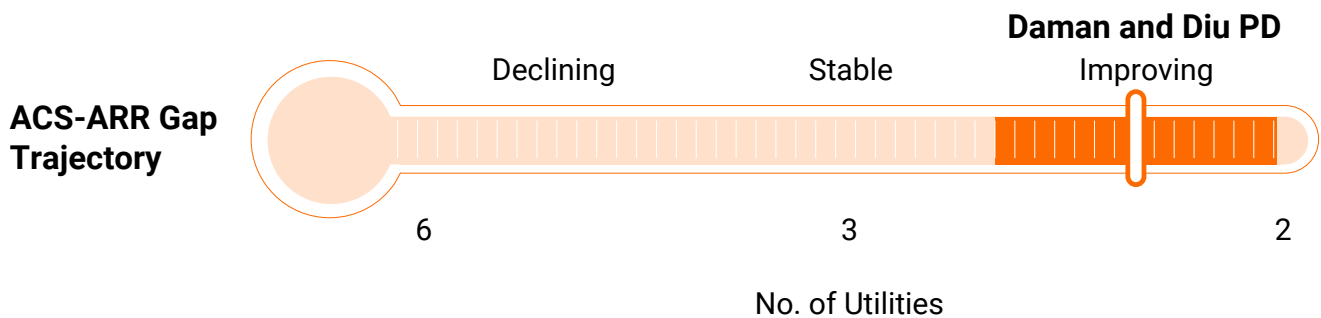 Daman and Diu PD
Declining Stable Improving
ACS-ARR Gap
Trajectory
6 3 2
No. of Utilities